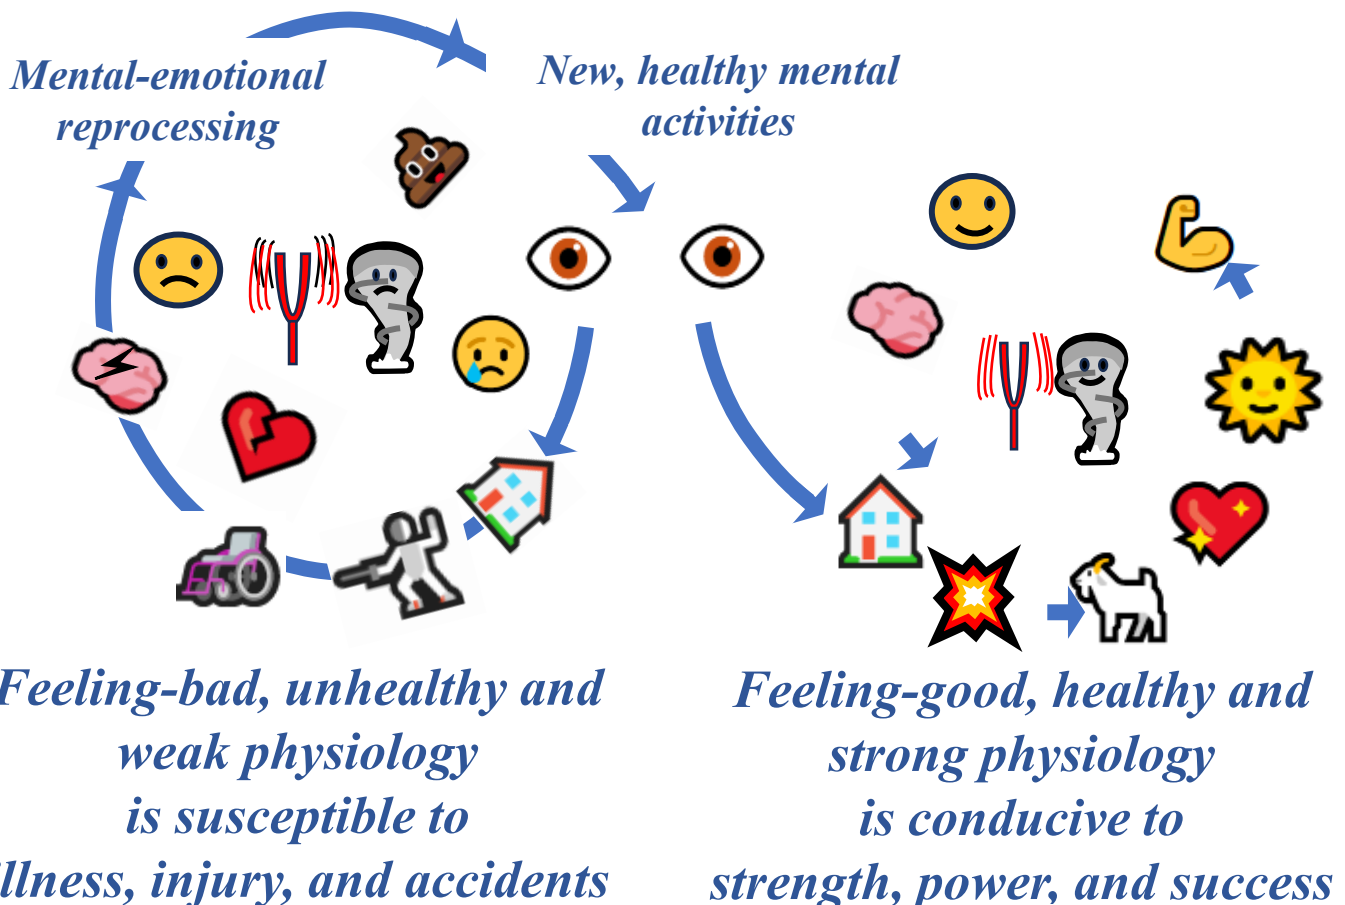 Mental-emotional
reprocessing
New, healthy mental
activities
Feeling-bad, unhealthy and
weak physiology
is susceptible to
illness, injury, and accidents
Feeling-good, healthy and
strong physiology
is conducive to
strength, power, and success